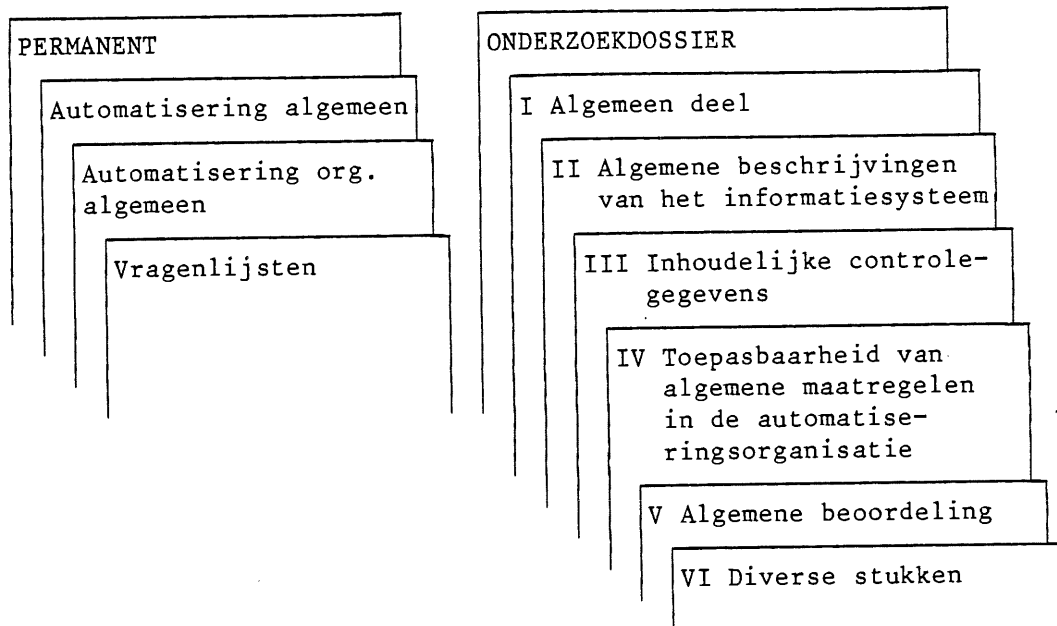 PERMANENT
Automatisering algemeen
Automatisering org.
algemeen
Vragenlijsten
ONDERZOEKDOSSIER
I Algemeen deel
II Algemene beschrijvingen
van het informatiesysteem
III Inhoudelijke controle-
gegevens
IV Toepasbaarheid van
algemene maatregelen
in de automatise-
ringsorganisatie
V Algemene beoordeling
VI Diverse stukken